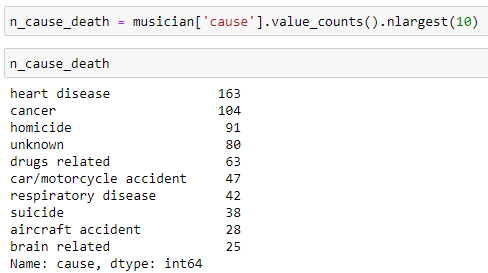 n_cause_death = musician['cause'].value_counts().nlargest(10)
n_cause_death
heart disease 163
cancer 104
homicide 91
unknown 80
drugs related 63
car/motorcycle accident 47
respiratory disease 42
suicide 38
aircraft accident 28
brain related 25
Name: cause, dtype: int64